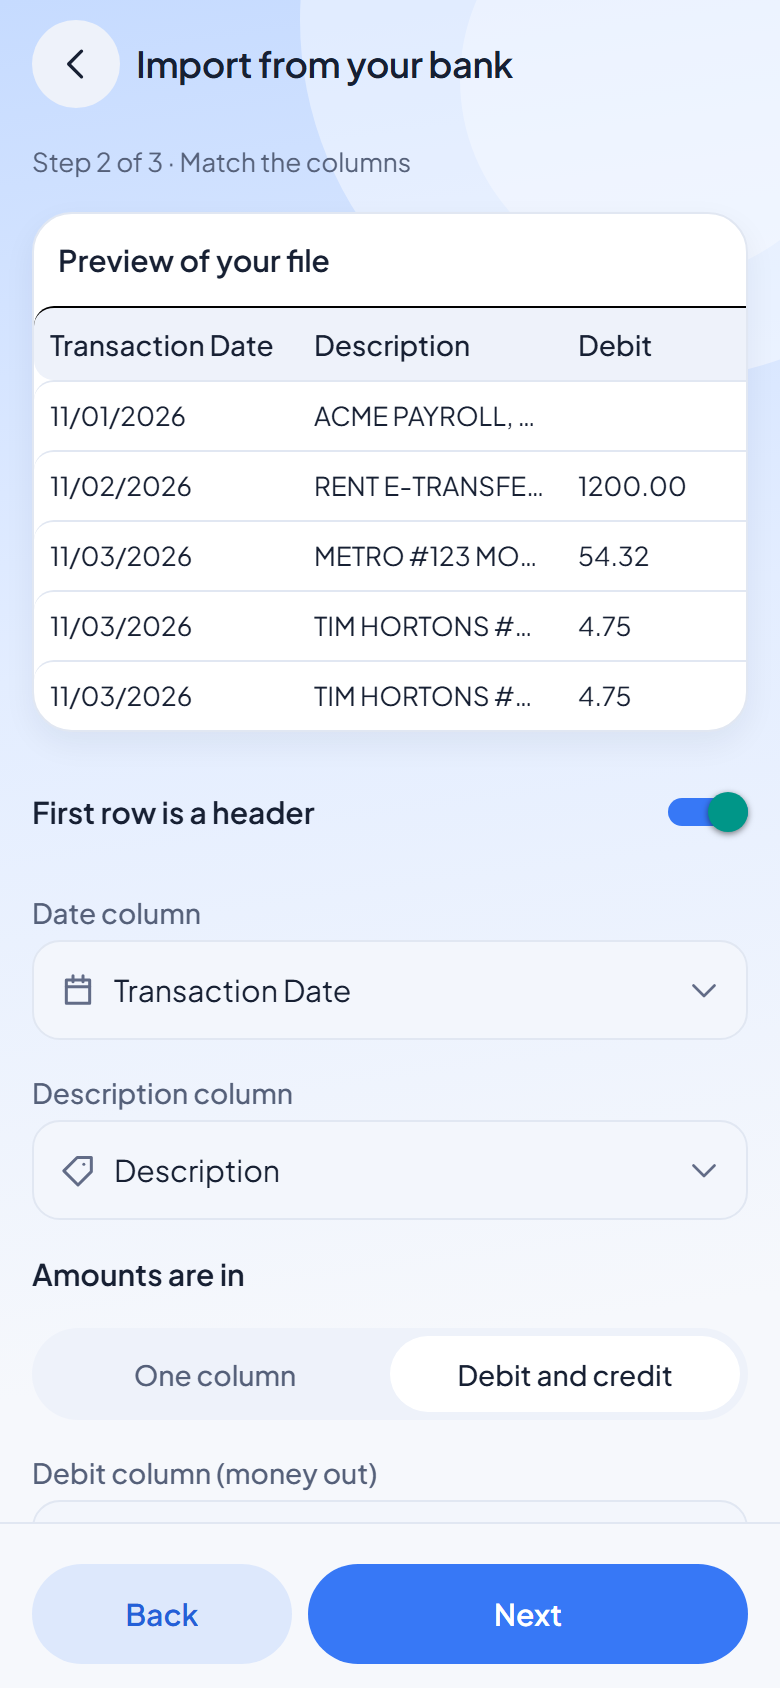 Import from your bank
Step 2 of 3 · Match the columns
Preview of your file
Transaction Date Description Debit
11/01/2026 ACME PAYROLL, ...
11/02/2026 RENT E-TRANSFE... 1200.00
11/03/2026 METRO #123 MO... 54.32
11/03/2026 TIM HORTONS #... 4.75
11/03/2026 TIM HORTONS #... 4.75
First row is a header
Date column
Transaction Date
Description column
Description
Amounts are in
One column Debit and credit
Debit column (money out)
Back Next